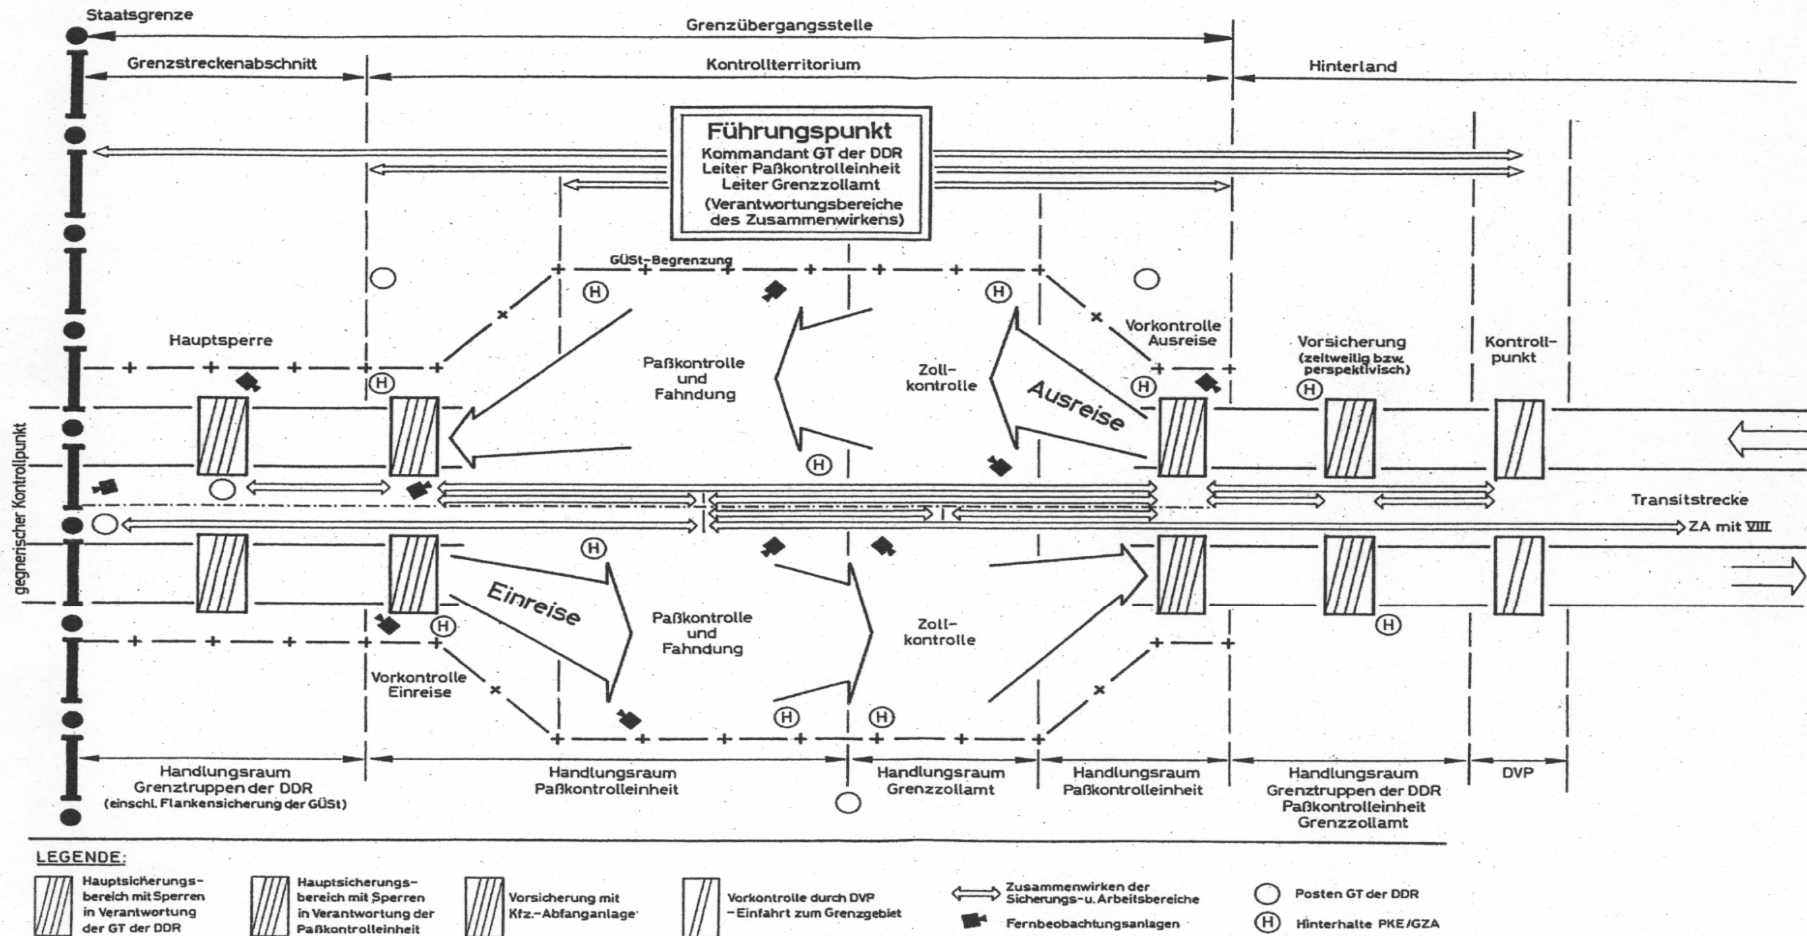 Staatsgrenze
Grenzübergangsstelle
Grenzstreckenabschnitt
Kontrollterritorium
Hinterland
Führungspunkt
Kommandant GT der DDR
Leiter Paßkontrolleinheit
Leiter Grenzzollamt
(Verantwortungsbereiche
des Zusammenwirkens)
GÜSt-Begrenzung
H
H
Hauptsperre
Vorkontrolle
Ausreise
Vorsicherung
(zeitweilig bzw.
perspektivisch)
Kontroll-
punkt
H
Paßkontrolle
und
Fahndung
Zoll-
kontrolle
Ausreise
H
H
H
gegnerischer Kontrollpunkt
Transitstrecke
ZA mit VIII
H
Einreise
Paßkontrolle
und
Fahndung
Zoll-
kontrolle
H
H
Vorkontrolle
Einreise
H
H
Handlungsraum
Grenztruppen der DDR
(einschl. Flankensicherung der GÜSt)
Handlungsraum
Paßkontrolleinheit
Handlungsraum
Grenzzollamt
Handlungsraum
Paßkontrolleinheit
Handlungsraum
Grenztruppen der DDR
Paßkontrolleinheit
Grenzzollamt
DVP
LEGENDE:
Hauptsicherungs-
bereich mit Sperren
in Verantwortung
der GT der DDR
Hauptsicherungs-
bereich mit Sperren
in Verantwortung der
Paßkontrolleinheit
Vorsicherung mit
Kfz.-Abfanganlage
Vorkontrolle durch DVP
-Einfahrt zum Grenzgebiet
Zusammenwirken der
Sicherungs-u. Arbeitsbereiche
Fernbeobachtungsanlagen
Posten GT der DDR
H Hinterhalte PKE/GZA